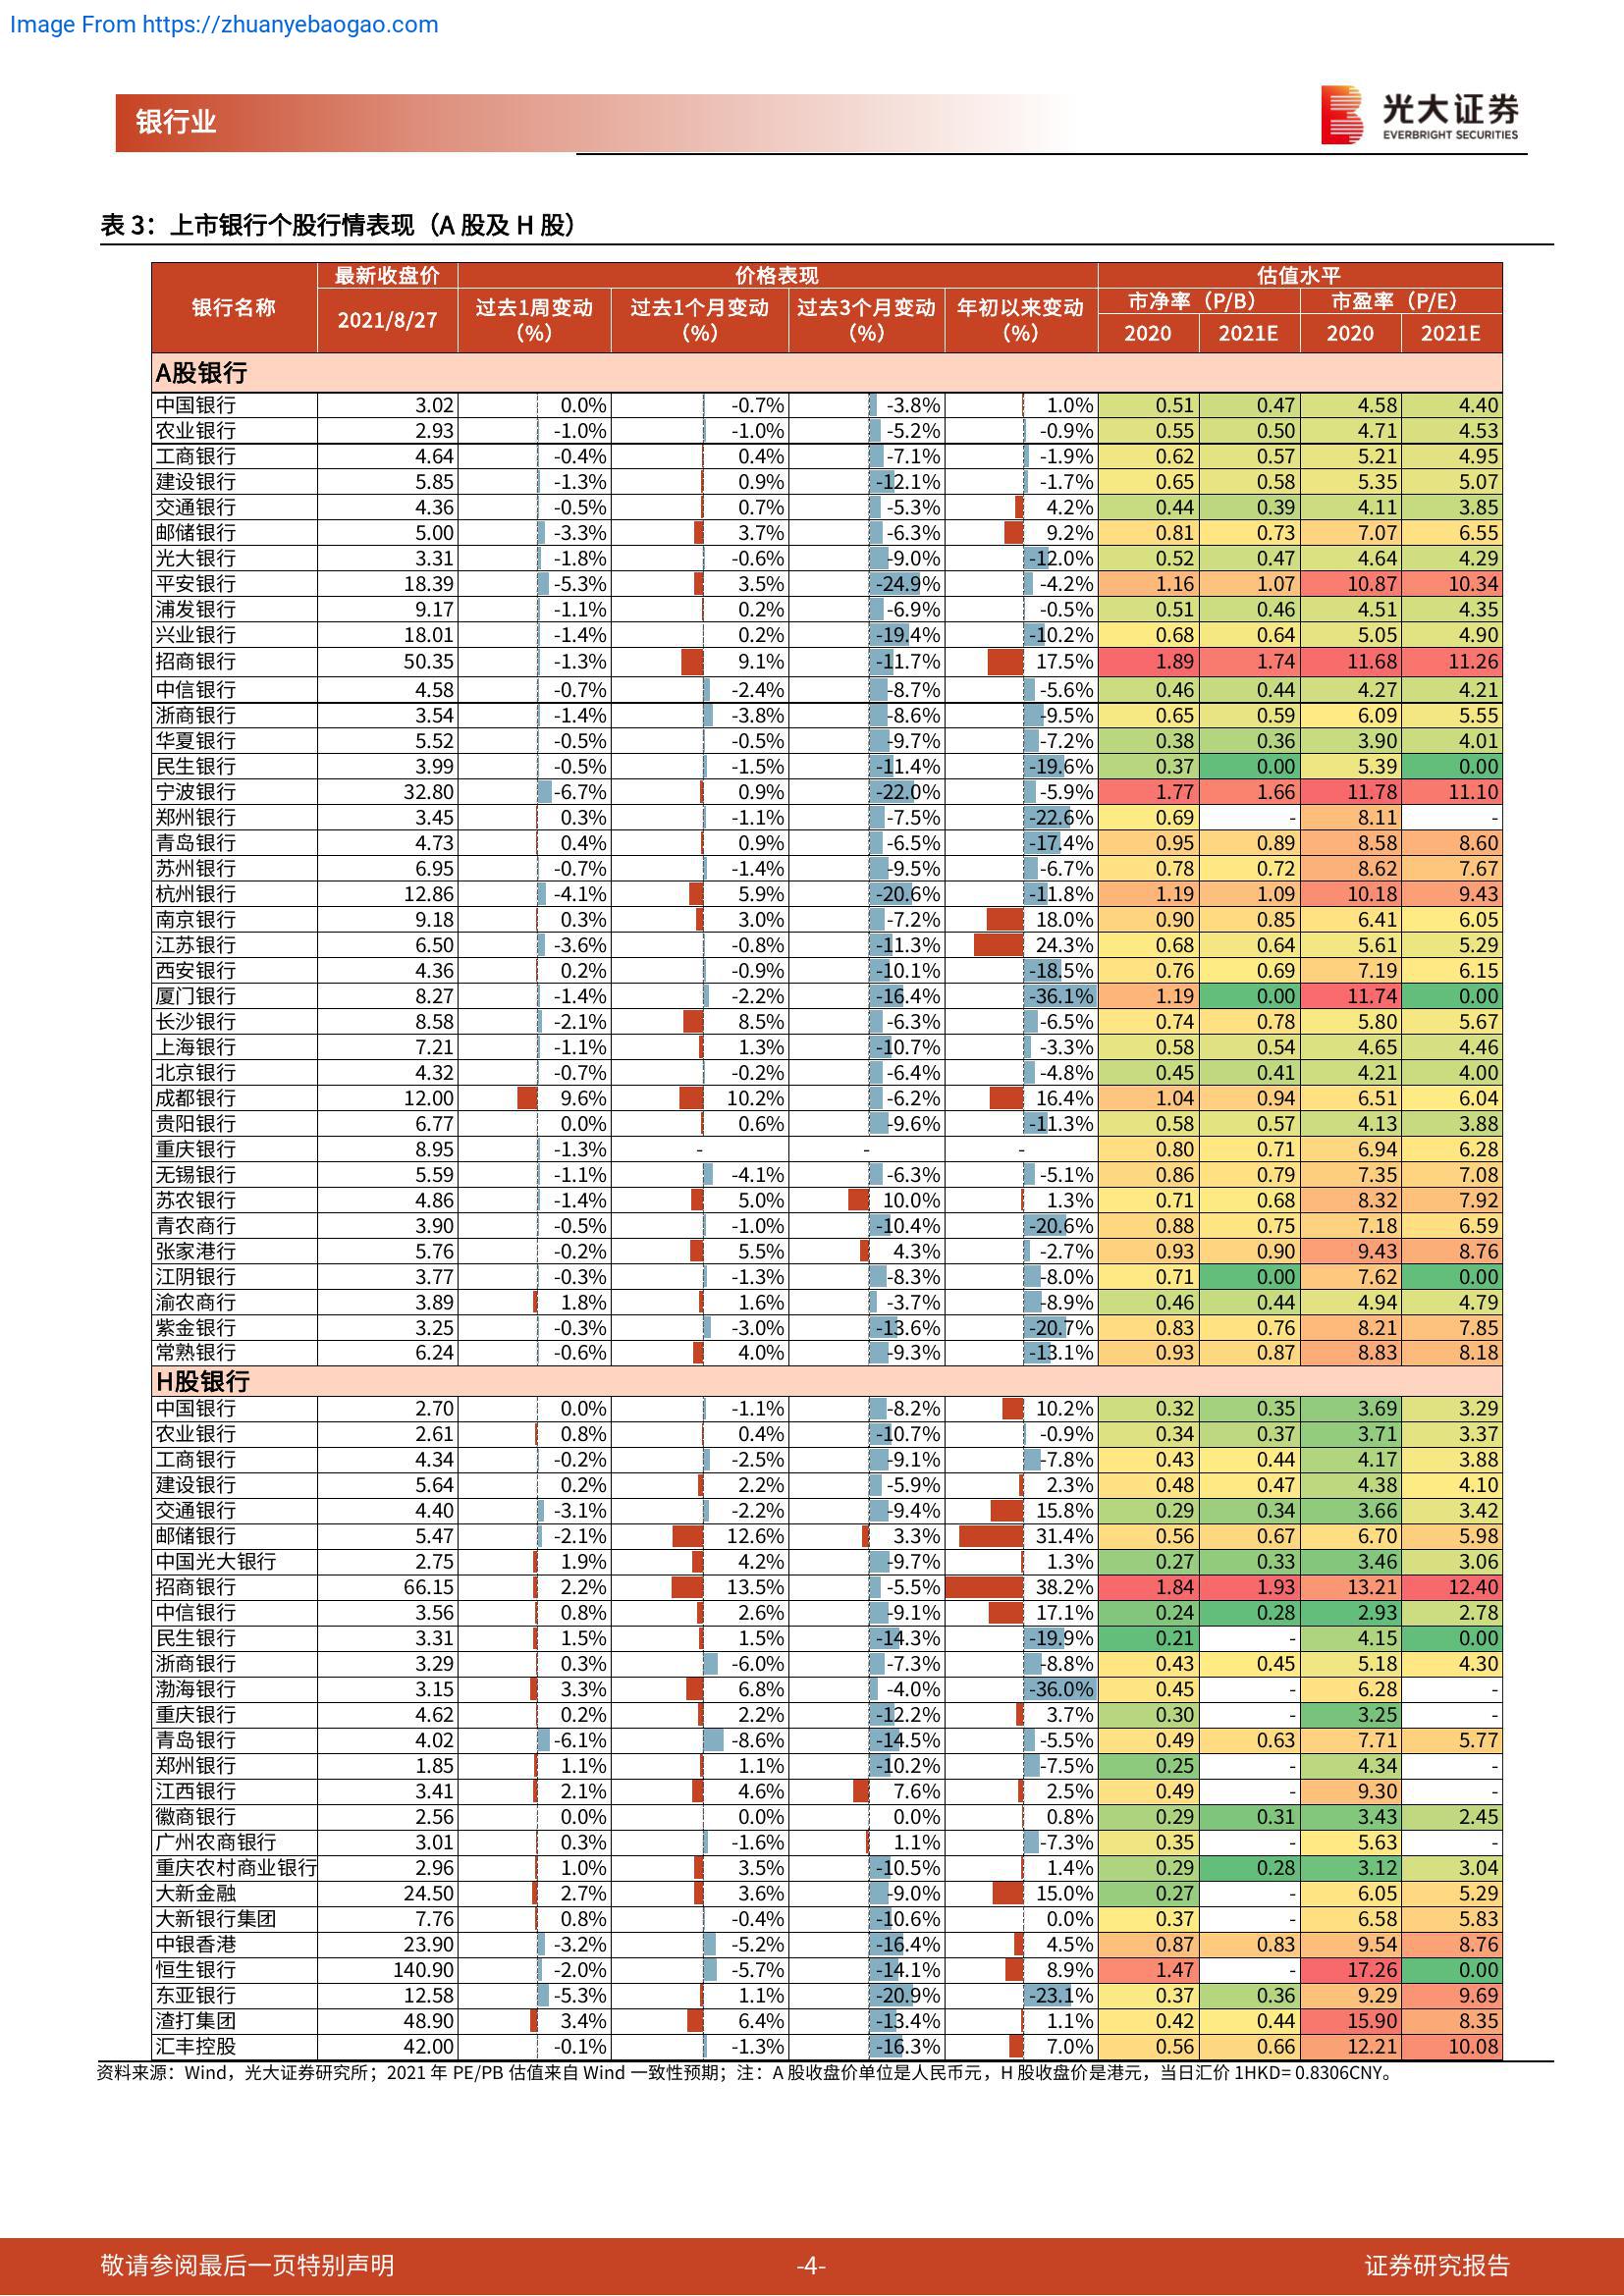 Image From https://zhuanyebaogao.com
银行业
光大证券
EVERBRIGHT SECURITIES
表 3：上市银行个股行情表现（A 股及 H 股）
银行名称 最新收盘价 价格表现 估值水平
2021/8/27 过去1周变动（%） 过去1个月变动（%） 过去3个月变动（%） 年初以来变动（%） 市净率（P/B） 市盈率（P/E）
2020 2021E 2020 2021E
A股银行
中国银行 3.02 0.0% -0.7% -3.8% 1.0% 0.51 0.47 4.58 4.40
农业银行 2.93 -1.0% -1.0% -5.2% -0.9% 0.55 0.50 4.71 4.53
工商银行 4.64 -0.4% 0.4% -7.1% -1.9% 0.62 0.57 5.21 4.95
建设银行 5.85 -1.3% 0.9% -12.1% -1.7% 0.65 0.58 5.35 5.07
交通银行 4.36 -0.5% 0.7% -5.3% 4.2% 0.44 0.39 4.11 3.85
邮储银行 5.00 -3.3% 3.7% -6.3% 9.2% 0.81 0.73 7.07 6.55
光大银行 3.31 -1.8% -0.6% -9.0% -12.0% 0.52 0.47 4.64 4.29
平安银行 18.39 -5.3% 3.5% -24.9% -4.2% 1.16 1.07 10.87 10.34
浦发银行 9.17 -1.1% 0.2% -6.9% -0.5% 0.51 0.46 4.51 4.35
兴业银行 18.01 -1.4% 0.2% -19.4% -10.2% 0.68 0.64 5.05 4.90
招商银行 50.35 -1.3% 9.1% -11.7% 17.5% 1.89 1.74 11.68 11.26
中信银行 4.58 -0.7% -2.4% -8.7% -5.6% 0.46 0.44 4.27 4.21
浙商银行 3.54 -1.4% -3.8% -8.6% -9.5% 0.65 0.59 6.09 5.55
华夏银行 5.52 -0.5% -0.5% -9.7% -7.2% 0.38 0.36 3.90 4.01
民生银行 3.99 -0.5% -1.5% -11.4% -19.6% 0.37 0.00 5.39 0.00
宁波银行 32.80 -6.7% 0.9% -22.0% -5.9% 1.77 1.66 11.78 11.10
郑州银行 3.45 0.3% -1.1% -7.5% -22.6% 0.69 - 8.11 -
青岛银行 4.73 0.4% 0.9% -6.5% -17.4% 0.95 0.89 8.58 8.60
苏州银行 6.95 -0.7% -1.4% -9.5% -6.7% 0.78 0.72 8.62 7.67
杭州银行 12.86 -4.1% 5.9% -20.6% -11.8% 1.19 1.09 10.18 9.43
南京银行 9.18 0.3% 3.0% -7.2% 18.0% 0.90 0.85 6.41 6.05
江苏银行 6.50 -3.6% -0.8% -11.3% 24.3% 0.68 0.64 5.61 5.29
西安银行 4.36 0.2% -0.9% -10.1% -18.5% 0.76 0.69 7.19 6.15
厦门银行 8.27 -1.4% -2.2% -16.4% -36.1% 1.19 0.00 11.74 0.00
长沙银行 8.58 -2.1% 8.5% -6.3% -6.5% 0.74 0.78 5.80 5.67
上海银行 7.21 -1.1% 1.3% -10.7% -3.3% 0.58 0.54 4.65 4.46
北京银行 4.32 -0.7% -0.2% -6.4% -4.8% 0.45 0.41 4.21 4.00
成都银行 12.00 9.6% 10.2% -6.2% 16.4% 1.04 0.94 6.51 6.04
贵阳银行 6.77 0.0% 0.6% -9.6% -11.3% 0.58 0.57 4.13 3.88
重庆银行 8.95 -1.3% - - - 0.80 0.71 6.94 6.28
无锡银行 5.59 -1.1% -4.1% -6.3% -5.1% 0.86 0.79 7.35 7.08
苏农银行 4.86 -1.4% 5.0% 10.0% 1.3% 0.71 0.68 8.32 7.92
青农商行 3.90 -0.5% -1.0% -10.4% -20.6% 0.88 0.75 7.18 6.59
张家港行 5.76 -0.2% 5.5% 4.3% -2.7% 0.93 0.90 9.43 8.76
江阴银行 3.77 -0.3% -1.3% -8.3% -8.0% 0.71 0.00 7.62 0.00
渝农商行 3.89 1.8% 1.6% -3.7% -8.9% 0.46 0.44 4.94 4.79
紫金银行 3.25 -0.3% -3.0% -13.6% -20.7% 0.83 0.76 8.21 7.85
常熟银行 6.24 -0.6% 4.0% -9.3% -13.1% 0.93 0.87 8.83 8.18
H股银行
中国银行 2.70 0.0% -1.1% -8.2% 10.2% 0.32 0.35 3.69 3.29
农业银行 2.61 0.8% 0.4% -10.7% -0.9% 0.34 0.37 3.71 3.37
工商银行 4.34 -0.2% -2.5% -9.1% -7.8% 0.43 0.44 4.17 3.88
建设银行 5.64 0.2% 2.2% -5.9% 2.3% 0.48 0.47 4.38 4.10
交通银行 4.40 -3.1% -2.2% -9.4% 15.8% 0.29 0.34 3.66 3.42
邮储银行 5.47 -2.1% 12.6% 3.3% 31.4% 0.56 0.67 6.70 5.98
中国光大银行 2.75 1.9% 4.2% -9.7% 1.3% 0.27 0.33 3.46 3.06
招商银行 66.15 2.2% 13.5% -5.5% 38.2% 1.84 1.93 13.21 12.40
中信银行 3.56 0.8% 2.6% -9.1% 17.1% 0.24 0.28 2.93 2.78
民生银行 3.31 1.5% 1.5% -14.3% -19.9% 0.21 - 4.15 0.00
浙商银行 3.29 0.3% -6.0% -7.3% -8.8% 0.43 0.45 5.18 4.30
渤海银行 3.15 3.3% 6.8% -4.0% -36.0% 0.45 - 6.28 -
重庆银行 4.62 0.2% 2.2% -12.2% 3.7% 0.30 - 3.25 -
青岛银行 4.02 -6.1% -8.6% -14.5% -5.5% 0.49 0.63 7.71 5.77
郑州银行 1.85 1.1% 1.1% -10.2% -7.5% 0.25 - 4.34 -
江西银行 3.41 2.1% 4.6% 7.6% 2.5% 0.49 - 9.30 -
徽商银行 2.56 0.0% 0.0% 0.0% 0.8% 0.29 0.31 3.43 2.45
广州农商银行 3.01 0.3% -1.6% 1.1% -7.3% 0.35 - 5.63 -
重庆农村商业银行 2.96 1.0% 3.5% -10.5% 1.4% 0.29 0.28 3.12 3.04
大新金融 24.50 2.7% 3.6% -9.0% 15.0% 0.27 - 6.05 5.29
大新银行集团 7.76 0.8% -0.4% -10.6% 0.0% 0.37 - 6.58 5.83
中银香港 23.90 -3.2% -5.2% -16.4% 4.5% 0.87 0.83 9.54 8.76
恒生银行 140.90 -2.0% -5.7% -14.1% 8.9% 1.47 - 17.26 0.00
东亚银行 12.58 -5.3% 1.1% -20.9% -23.1% 0.37 0.36 9.29 9.69
渣打集团 48.90 3.4% 6.4% -13.4% 1.1% 0.42 0.44 15.90 8.35
汇丰控股 42.00 -0.1% -1.3% -16.3% 7.0% 0.56 0.66 12.21 10.08
资料来源：Wind，光大证券研究所；2021 年 PE/PB 估值来自 Wind 一致性预期；注：A 股收盘价单位是人民币元，H 股收盘价是港元，当日汇价 1HKD= 0.8306CNY。
敬请参阅最后一页特别声明 -4- 证券研究报告